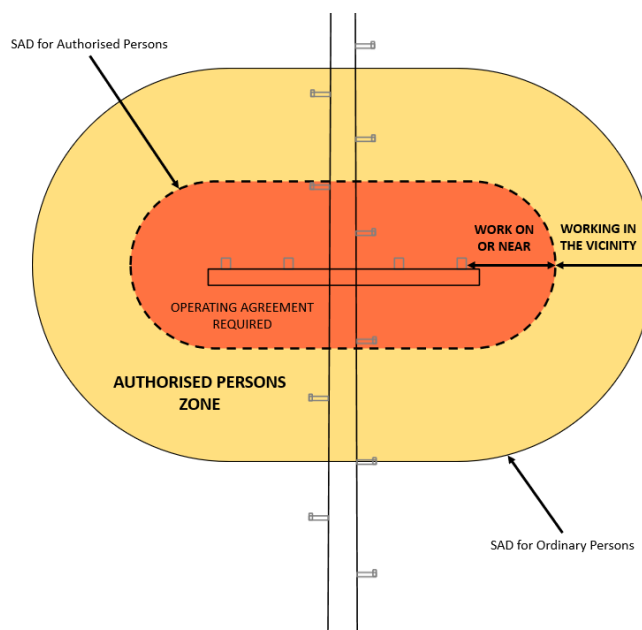 SAD for Authorised Persons
WORK ON
OR NEAR
WORKING IN
THE VICINITY
OPERATING AGREEMENT
REQUIRED
AUTHORISED PERSONS
ZONE
SAD for Ordinary Persons